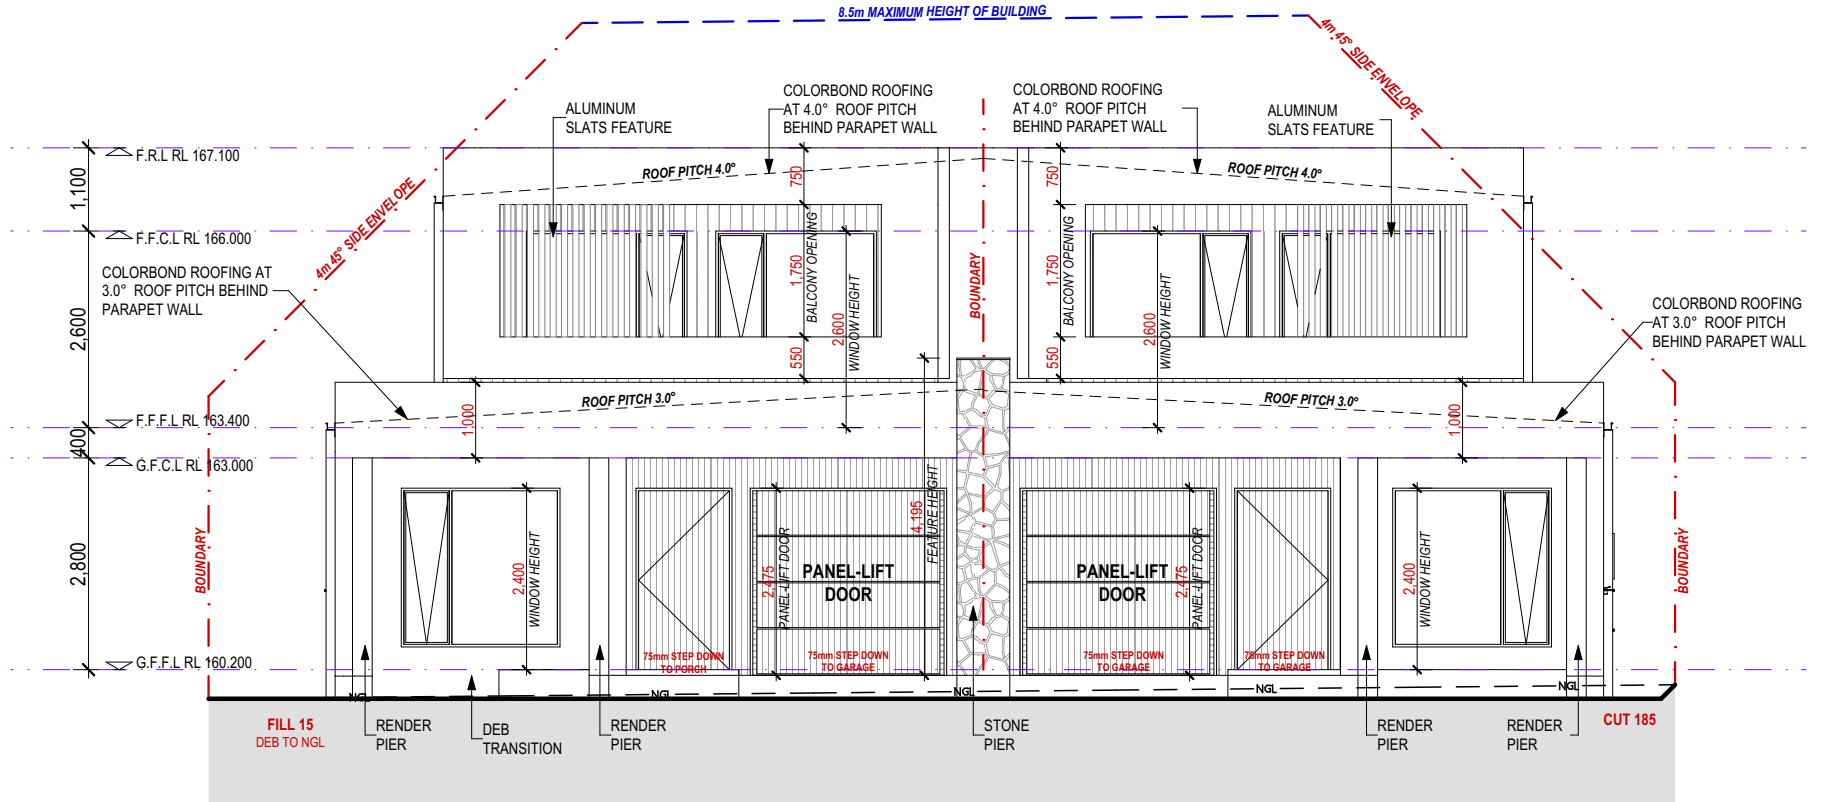 8.5m MAXIMUM HEIGHT OF BUILDING
4m 45° SIDE ENVELOPE
4m 45° SIDE ENVELOPE
ALUMINUM
SLATS FEATURE
COLORBOND ROOFING
AT 4.0° ROOF PITCH
BEHIND PARAPET WALL
COLORBOND ROOFING
AT 4.0° ROOF PITCH
BEHIND PARAPET WALL
ALUMINUM
SLATS FEATURE
F.R.L RL 167.100
1,100
F.F.C.L RL 166.000
2,600
F.F.F.L RL 163.400
400
G.F.C.L RL 163.000
2,800
G.F.F.L RL 160.200
ROOF PITCH 4.0°
ROOF PITCH 4.0°
750
1,750
BALCONY OPENING
550
2,600
WINDOW HEIGHT
BOUNDARY
750
1,750
BALCONY OPENING
550
2,600
WINDOW HEIGHT
COLORBOND ROOFING AT
3.0° ROOF PITCH BEHIND
PARAPET WALL
COLORBOND ROOFING
AT 3.0° ROOF PITCH
BEHIND PARAPET WALL
ROOF PITCH 3.0°
ROOF PITCH 3.0°
1,000
1,000
BOUNDARY
2,400
WINDOW HEIGHT
2,475
PANEL-LIFT DOOR
PANEL-LIFT
DOOR
4,195
FEATURE HEIGHT
PANEL-LIFT
DOOR
2,475
PANEL-LIFT DOOR
2,400
WINDOW HEIGHT
BOUNDARY
75mm STEP DOWN
TO PORCH
75mm STEP DOWN
TO GARAGE
75mm STEP DOWN
TO GARAGE
75mm STEP DOWN
TO GARAGE
NGL
NGL
NGL
NGL
NGL
FILL 15
DEB TO NGL
RENDER
PIER
DEB
TRANSITION
RENDER
PIER
STONE
PIER
RENDER
PIER
RENDER
PIER
CUT 185